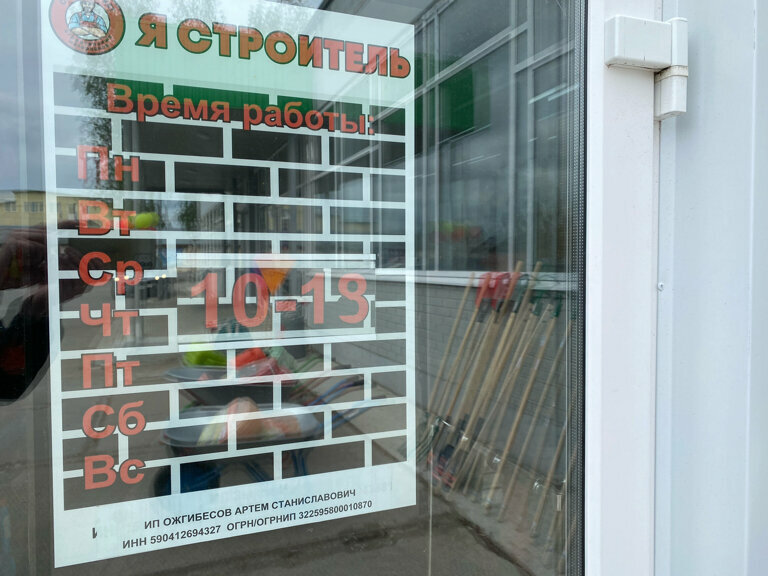 Я СТРОИТЕЛЬ
Время работы:
Пн
Вт
Ср
10-18
Чт
Пт
Сб
Вс
ИП ОЖГИБЕСОВ АРТЕМ СТАНИСЛАВОВИЧ
ИНН 590412694327 ОГРН/ОГРНИП 322595800010870